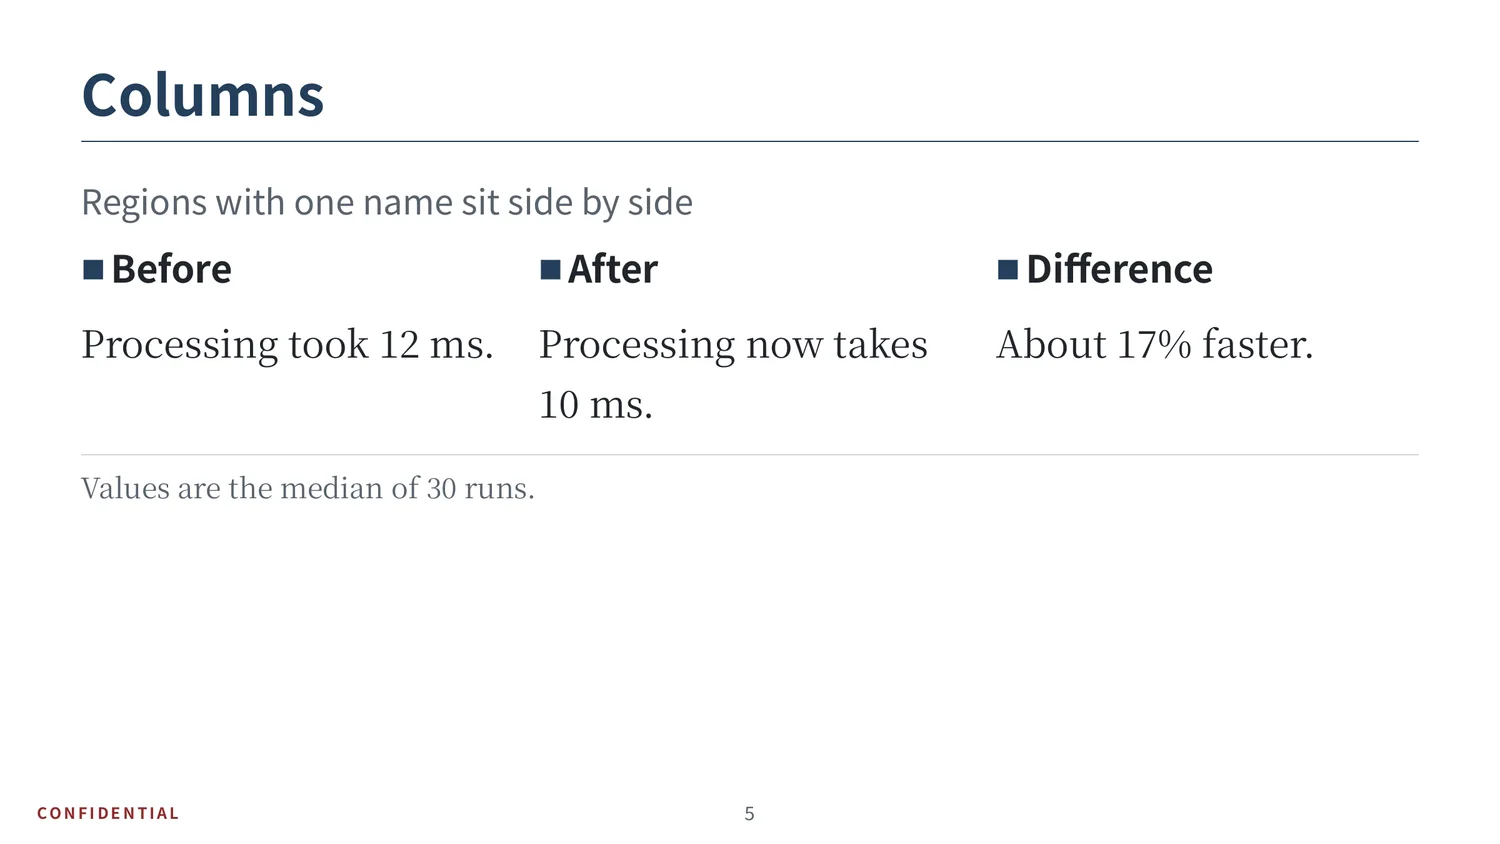 Columns
Regions with one name sit side by side
Before
Processing took 12 ms.
After
Processing now takes
10 ms.
Difference
About 17% faster.
Values are the median of 30 runs.
CONFIDENTIAL
5